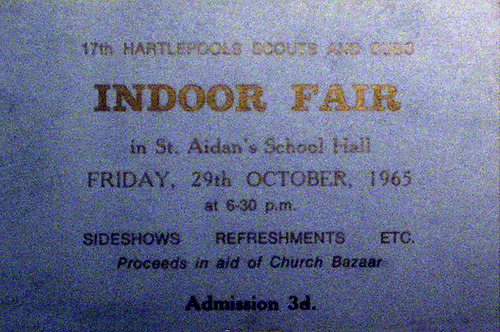 17th HARTLEPOOLS SCOUTS AND CUBS
INDOOR FAIR
in St. Aidan's School Hall
FRIDAY, 29th OCTOBER, 1965
at 6-30 p.m.
SIDESHOWS REFRESHMENTS ETC.
Proceeds in aid of Church Bazaar
Admission 3d.